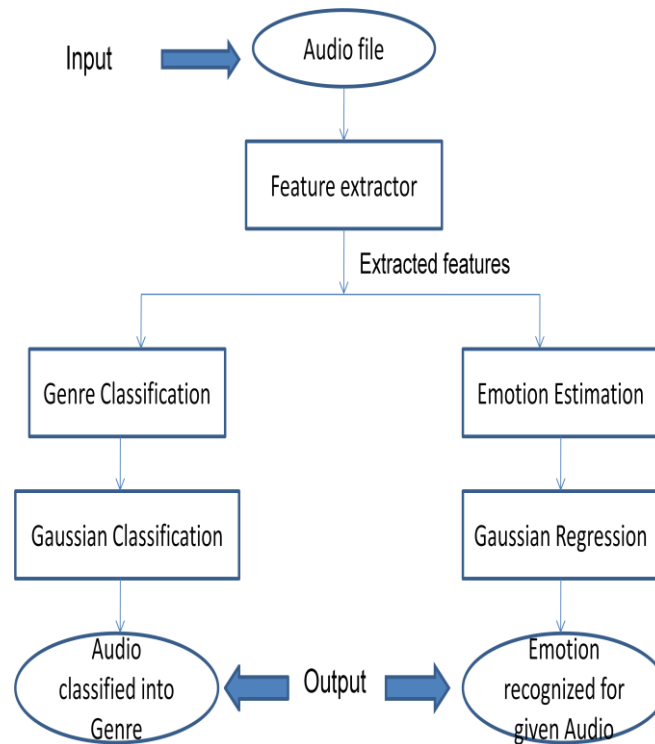 Input
Audio file
Feature extractor
Extracted features
Genre Classification
Emotion Estimation
Gaussian Classification
Gaussian Regression
Audio
classified into
Genre
Output
Emotion
recognized for
given Audio